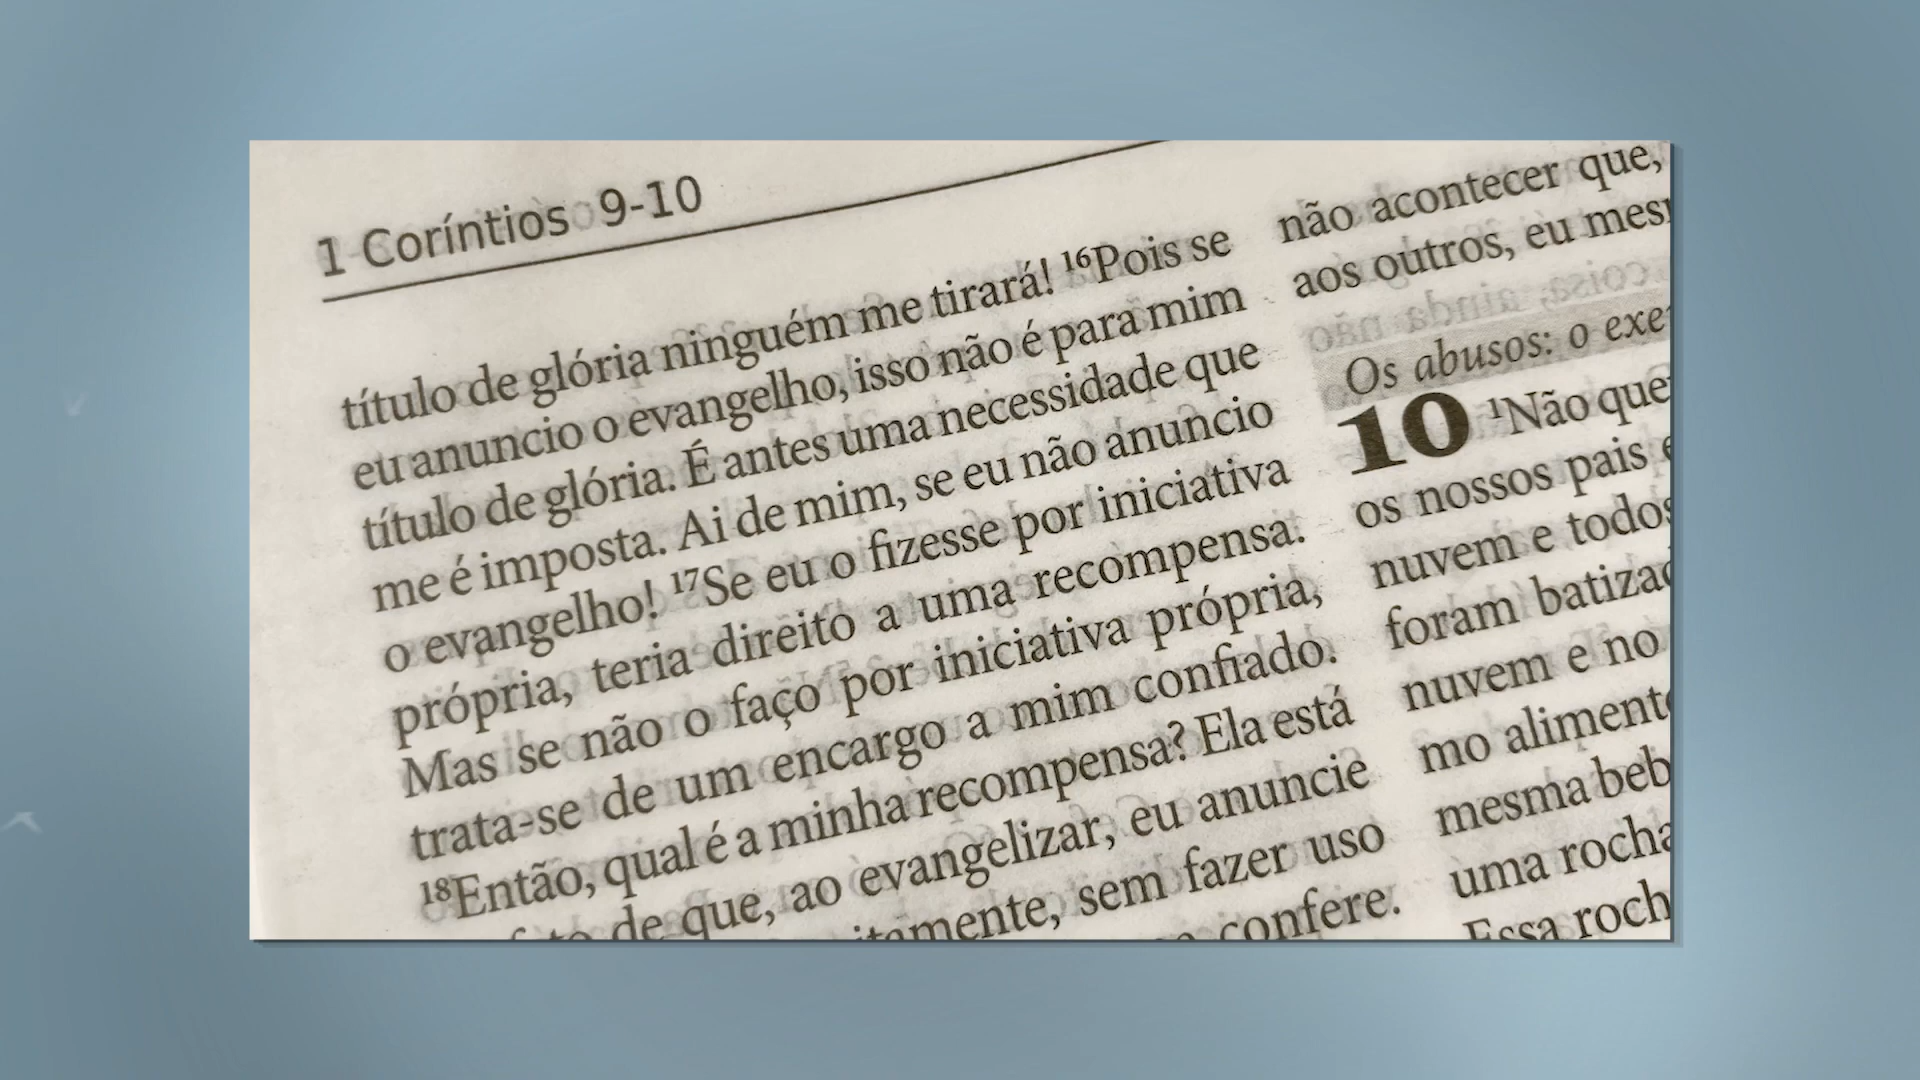 1 Coríntios 9-10
título de glória ninguém me tirará! ¹⁶Pois se
eu anuncio o evangelho, isso não é para mim
título de glória. É antes uma necessidade que
me é imposta. Ai de mim, se eu não anuncio
o evangelho! ¹⁷Se eu o fizesse por iniciativa
própria, teria direito a uma recompensa.
Mas se não o faço por iniciativa própria,
trata-se de um encargo a mim confiado.
¹⁸Então, qual é a minha recompensa? Ela está
de que, ao evangelizar, eu anuncie
sem fazer uso
confere.
não acontecer que,
aos outros, eu
Os abusos: o
10 ¹Não
os nossos pais
nuvem e todos
foram
nuvem e no
mo
mesma
uma rocha
Essa